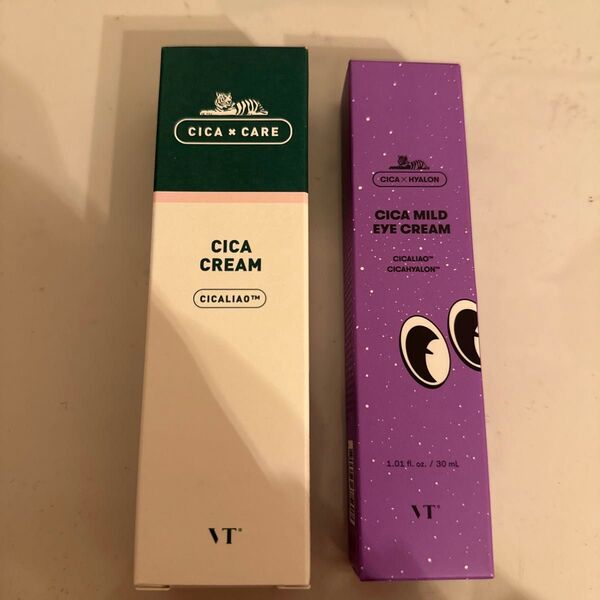 CICA × CARE
CICA
CREAM
CICALIAO™
VT®
CICA × HYALON
CICA MILD
EYE CREAM
CICALIAO™
CICAHYALON™
1.01 fl. oz. / 30 mL
VT®